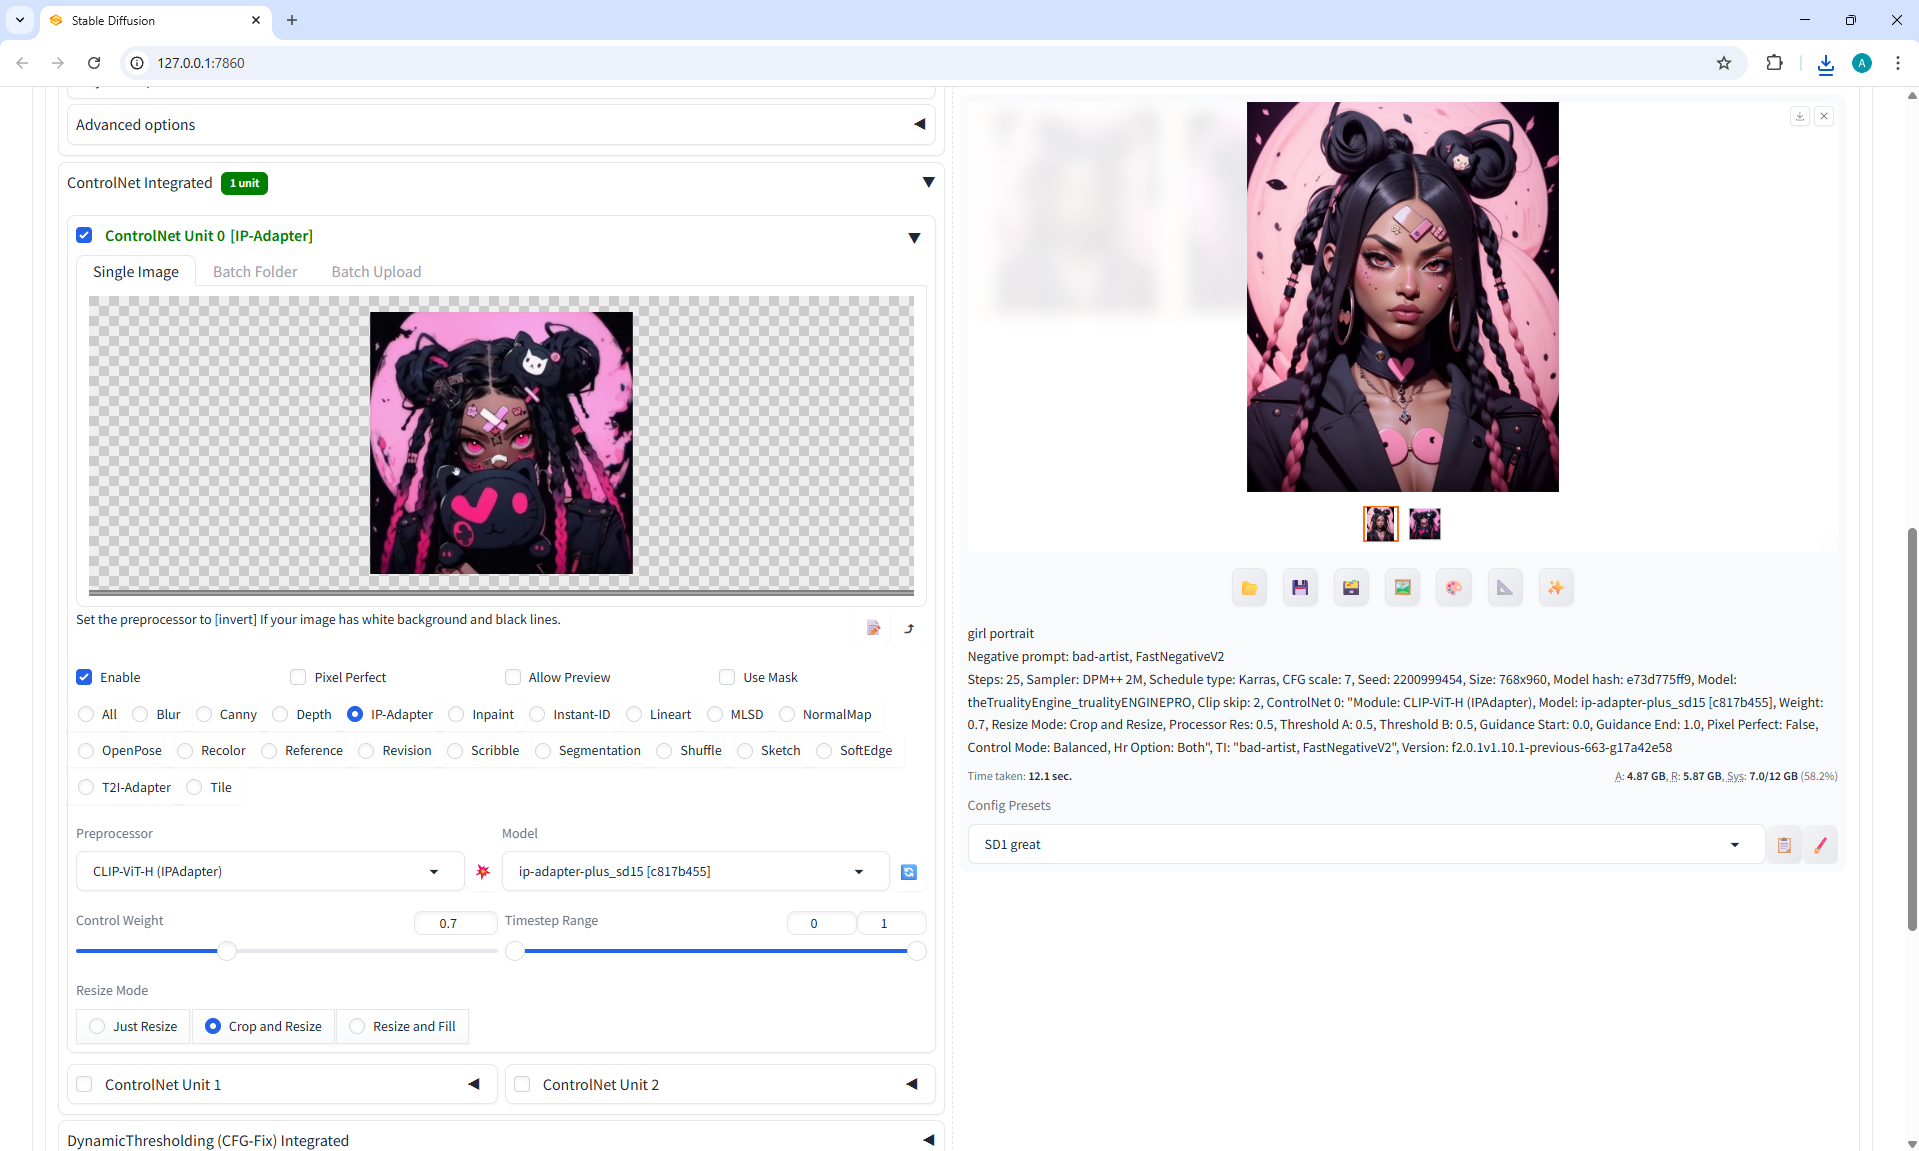 Stable Diffusion
127.0.0.1:7860
A
Advanced options
ControlNet Integrated 1 unit
ControlNet Unit 0 [IP-Adapter]
Single Image Batch Folder Batch Upload
Set the preprocessor to [invert] If your image has white background and black lines.
Enable Pixel Perfect Allow Preview Use Mask
All Blur Canny Depth IP-Adapter Inpaint Instant-ID Lineart MLSD NormalMap
OpenPose Recolor Reference Revision Scribble Segmentation Shuffle Sketch SoftEdge
T2I-Adapter Tile
Preprocessor Model
CLIP-ViT-H (IPAdapter) ip-adapter-plus_sd15 [c817b455]
Control Weight 0.7 Timestep Range 0 1
Resize Mode
Just Resize Crop and Resize Resize and Fill
ControlNet Unit 1 ControlNet Unit 2
DynamicThresholding (CFG-Fix) Integrated
girl portrait
Negative prompt: bad-artist, FastNegativeV2
Steps: 25, Sampler: DPM++ 2M, Schedule type: Karras, CFG scale: 7, Seed: 2200999454, Size: 768x960, Model hash: e73d775ff9, Model:
theTrualityEngine_trualityENGINEPRO, Clip skip: 2, ControlNet 0: "Module: CLIP-ViT-H (IPAdapter), Model: ip-adapter-plus_sd15 [c817b455], Weight:
0.7, Resize Mode: Crop and Resize, Processor Res: 0.5, Threshold A: 0.5, Threshold B: 0.5, Guidance Start: 0.0, Guidance End: 1.0, Pixel Perfect: False,
Control Mode: Balanced, Hr Option: Both", TI: "bad-artist, FastNegativeV2", Version: f2.0.1v1.10.1-previous-663-g17a42e58
Time taken: 12.1 sec. A: 4.87 GB, R: 5.87 GB, Sys: 7.0/12 GB (58.2%)
Config Presets
SD1 great